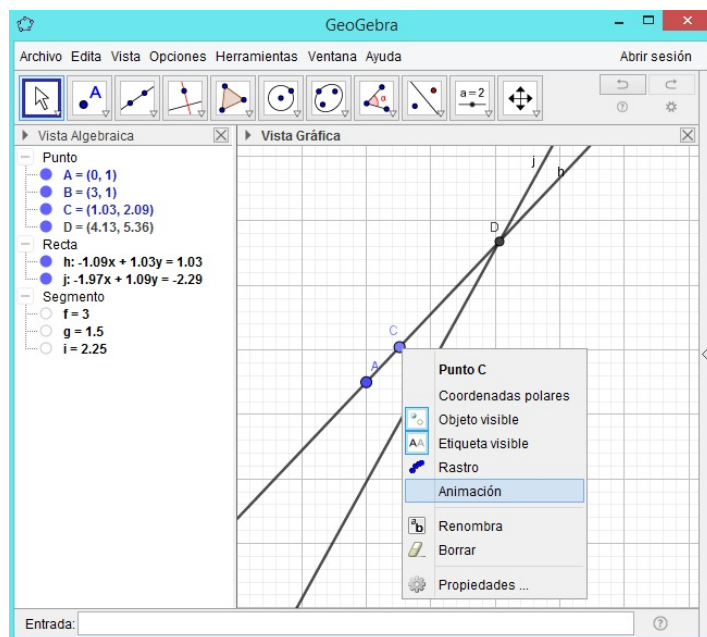 GeoGebra
Archivo Edita Vista Opciones Herramientas Ventana Ayuda
Abrir sesión
A
α
a=2
Vista Algebraica
Vista Gráfica
Punto
A = (0, 1)
B = (3, 1)
C = (1.03, 2.09)
D = (4.13, 5.36)
Recta
h: -1.09x + 1.03y = 1.03
j: -1.97x + 1.09y = -2.29
Segmento
f = 3
g = 1.5
i = 2.25
j
h
D
C
A
Punto C
Coordenadas polares
Objeto visible
AA
Etiqueta visible
Rastro
Animación
ab
Renombra
Borrar
Propiedades ...
Entrada: